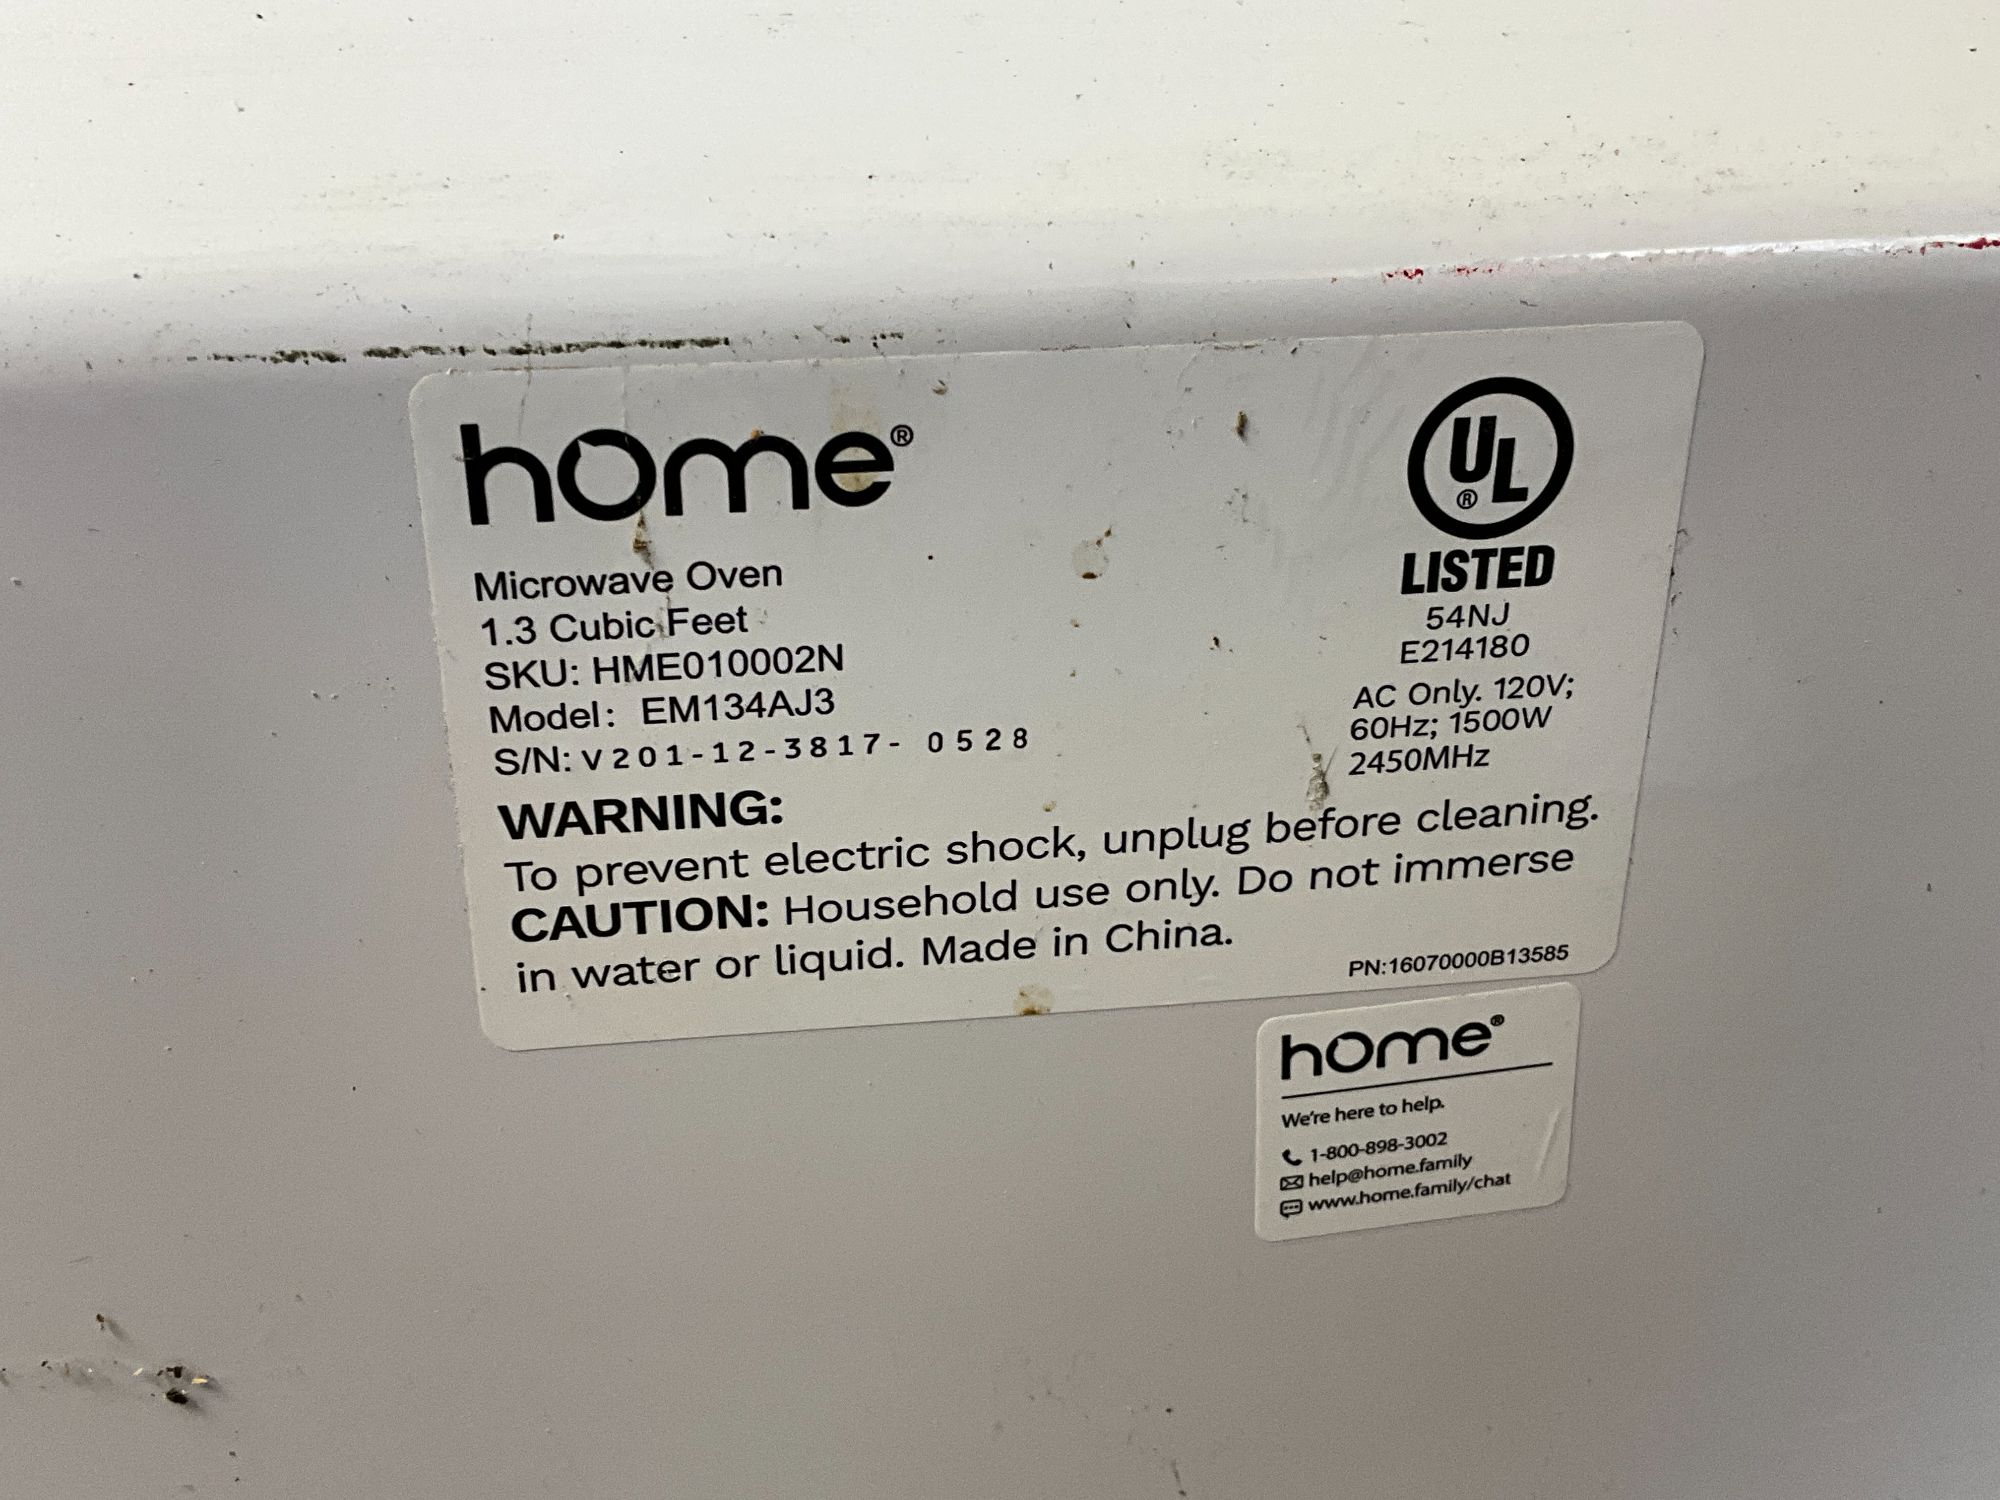 home®
Microwave Oven
1.3 Cubic Feet
SKU: HME010002N
Model: EM134AJ3
S/N: V201-12-3817- 0528
UL®
LISTED
54NJ
E214180
AC Only. 120V;
60Hz; 1500W
2450MHz
WARNING:
To prevent electric shock, unplug before cleaning.
CAUTION: Household use only. Do not immerse
in water or liquid. Made in China.
PN:16070000B13585
home®
We're here to help.
1-800-898-3002
help@home.family
www.home.family/chat